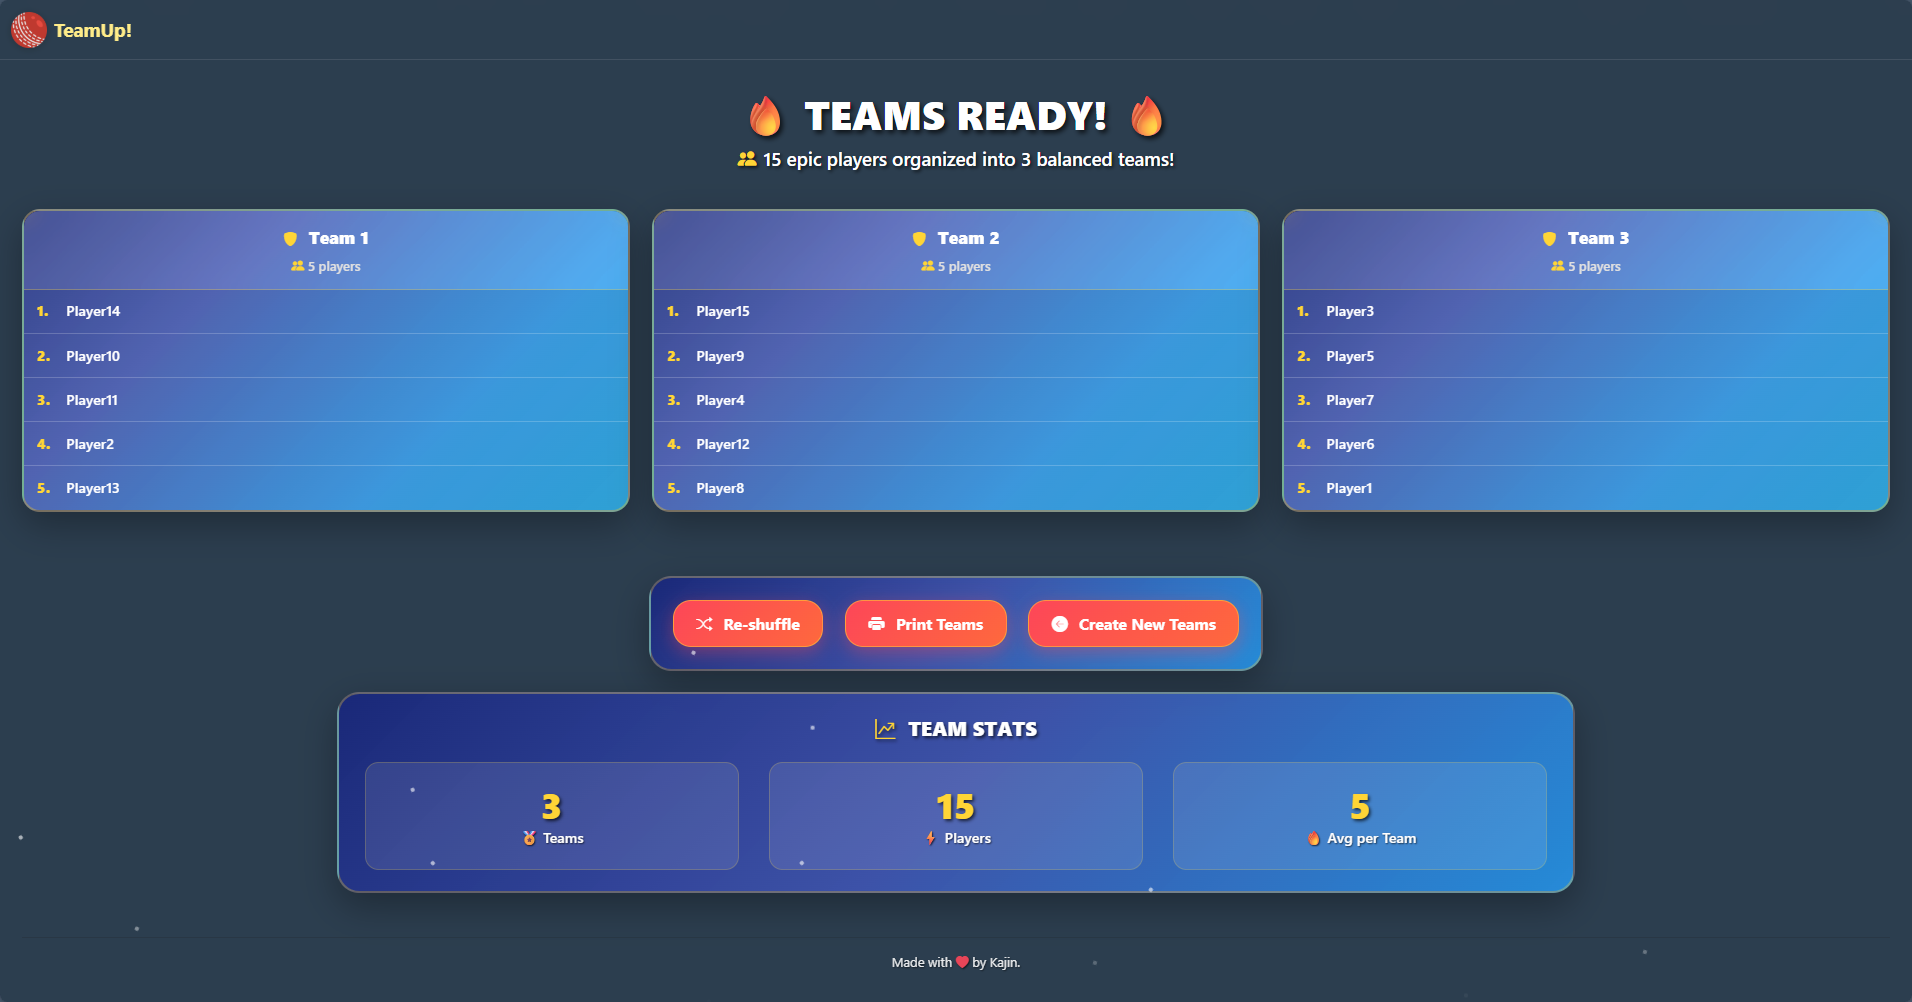 TeamUp!
TEAMS READY!
15 epic players organized into 3 balanced teams!
Team 1
5 players
1. Player14
2. Player10
3. Player11
4. Player2
5. Player13
Team 2
5 players
1. Player15
2. Player9
3. Player4
4. Player12
5. Player8
Team 3
5 players
1. Player3
2. Player5
3. Player7
4. Player6
5. Player1
Re-shuffle
Print Teams
Create New Teams
TEAM STATS
3
Teams
15
Players
5
Avg per Team
Made with ❤️ by Kajin.